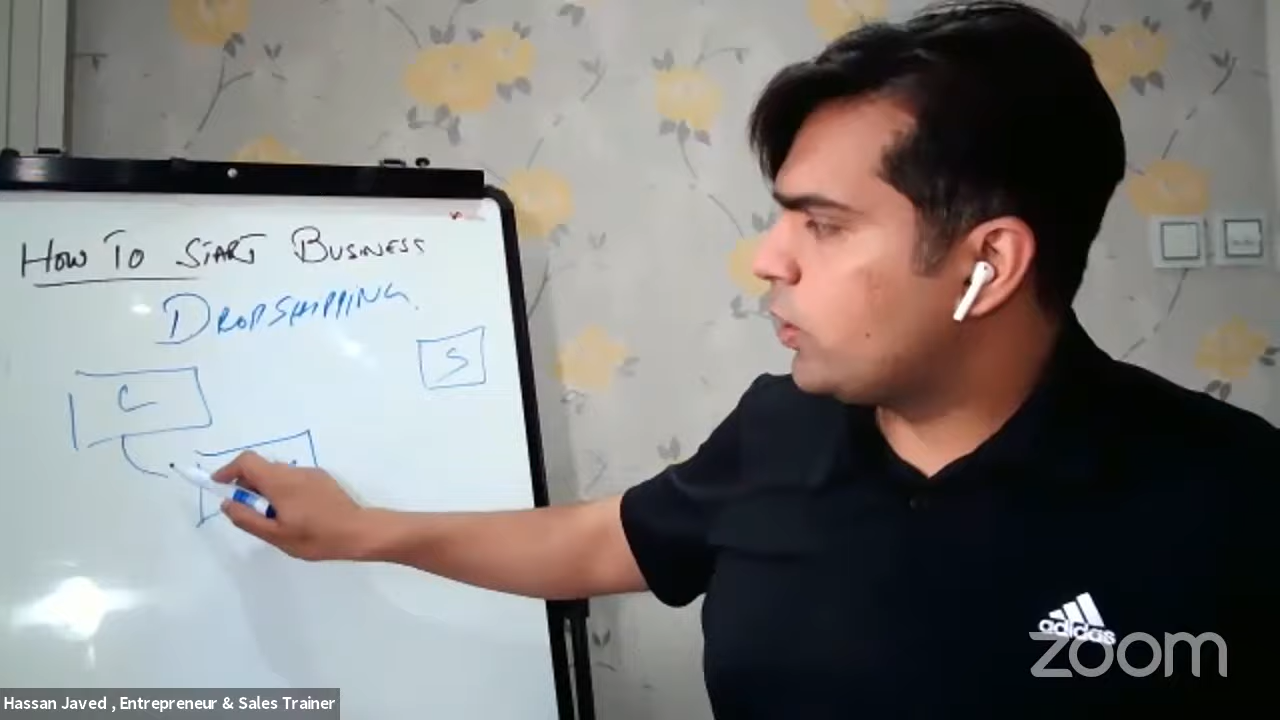 HOW TO START BUSINESS
DROPSHIPPING.
S
C
adidas
zoom
Hassan Javed , Entrepreneur & Sales Trainer